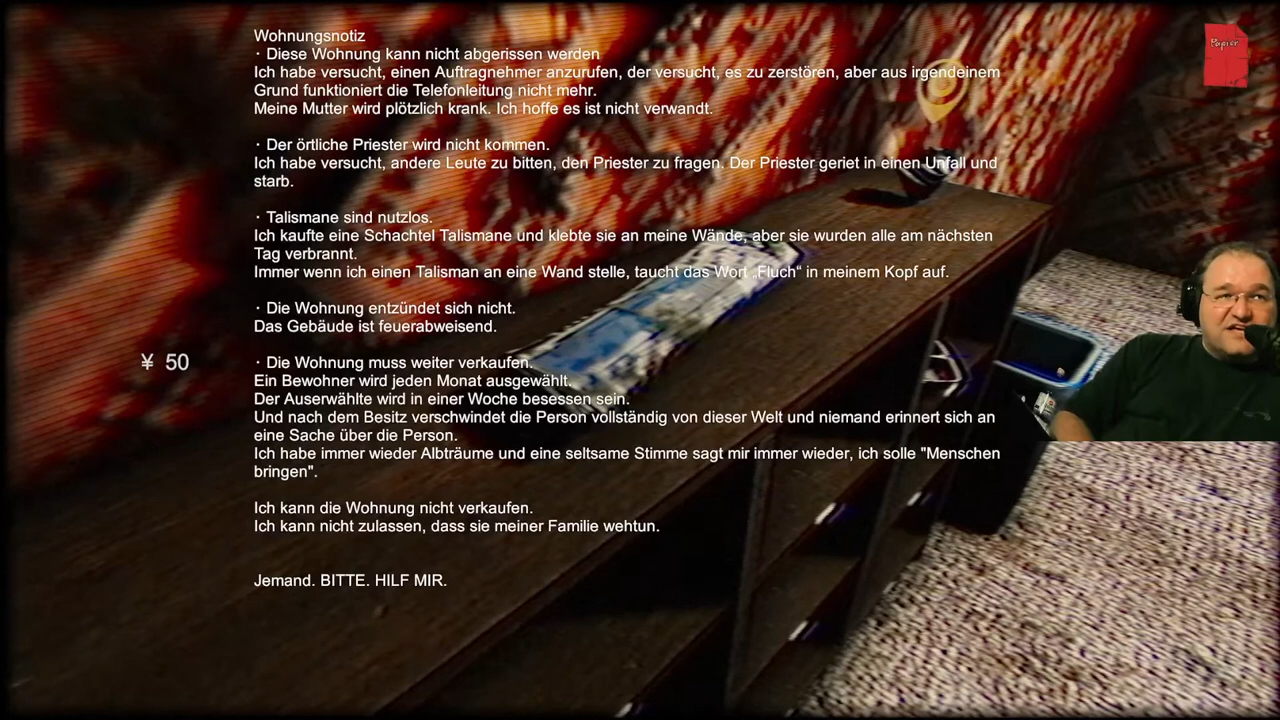 Wohnungsnotiz
· Diese Wohnung kann nicht abgerissen werden
Ich habe versucht, einen Auftragnehmer anzurufen, der versucht, es zu zerstören, aber aus irgendeinem
Grund funktioniert die Telefonleitung nicht mehr.
Meine Mutter wird plötzlich krank. Ich hoffe es ist nicht verwandt.
· Der örtliche Priester wird nicht kommen.
Ich habe versucht, andere Leute zu bitten, den Priester zu fragen. Der Priester geriet in einen Unfall und
starb.
· Talismane sind nutzlos.
Ich kaufte eine Schachtel Talismane und klebte sie an meine Wände, aber sie wurden alle am nächsten
Tag verbrannt.
Immer wenn ich einen Talisman an eine Wand stelle, taucht das Wort „Fluch“ in meinem Kopf auf.
· Die Wohnung entzündet sich nicht.
Das Gebäude ist feuerabweisend.
· Die Wohnung muss weiter verkaufen.
Ein Bewohner wird jeden Monat ausgewählt.
Der Auserwählte wird in einer Woche besessen sein.
Und nach dem Besitz verschwindet die Person vollständig von dieser Welt und niemand erinnert sich an
eine Sache über die Person.
Ich habe immer wieder Albträume und eine seltsame Stimme sagt mir immer wieder, ich solle "Menschen
bringen".
Ich kann die Wohnung nicht verkaufen.
Ich kann nicht zulassen, dass sie meiner Familie wehtun.
Jemand. BITTE. HILF MIR.
¥ 50
Papier